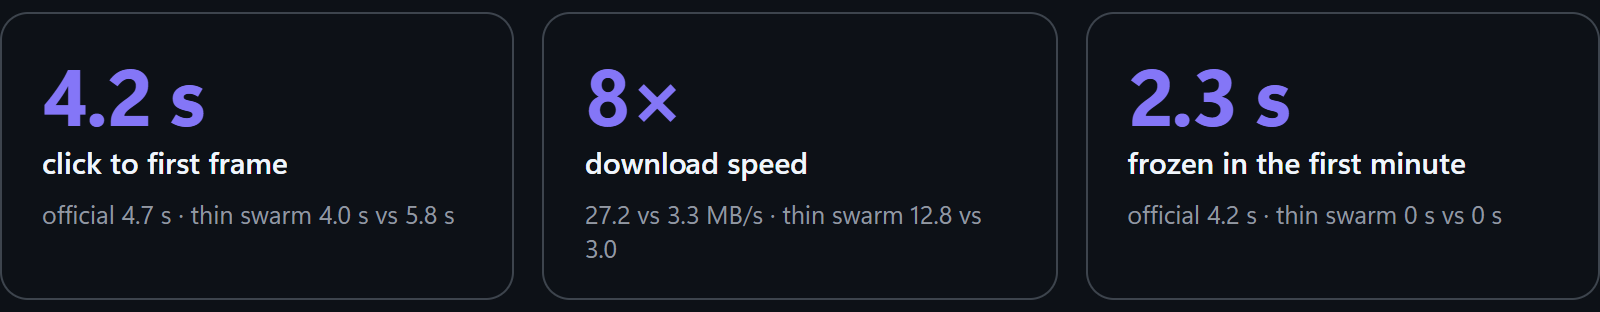 4.2 s
click to first frame
official 4.7 s · thin swarm 4.0 s vs 5.8 s
8×
download speed
27.2 vs 3.3 MB/s · thin swarm 12.8 vs
3.0
2.3 s
frozen in the first minute
official 4.2 s · thin swarm 0 s vs 0 s